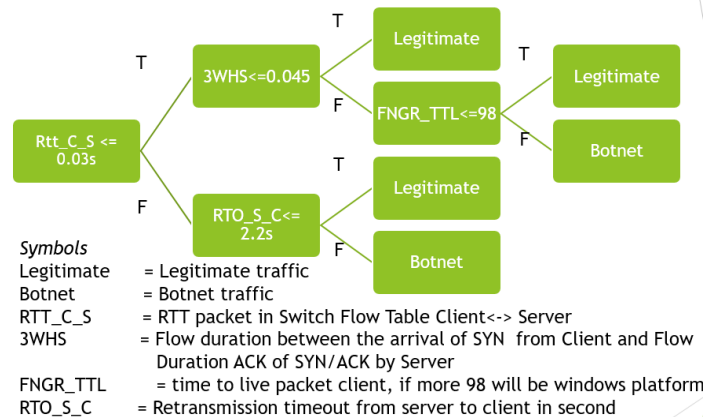 T
Legitimate
T
T
3WHS<=0.045
Legitimate
F
FNGR_TTL<=98
Rtt_C_S <=
0.03s
F
Botnet
T
Legitimate
F
RTO_S_C<=
2.2s
F
Botnet
Symbols
Legitimate = Legitimate traffic
Botnet = Botnet traffic
RTT_C_S = RTT packet in Switch Flow Table Client<-> Server
3WHS = Flow duration between the arrival of SYN from Client and Flow
Duration ACK of SYN/ACK by Server
FNGR_TTL = time to live packet client, if more 98 will be windows platform
RTO_S_C = Retransmission timeout from server to client in second